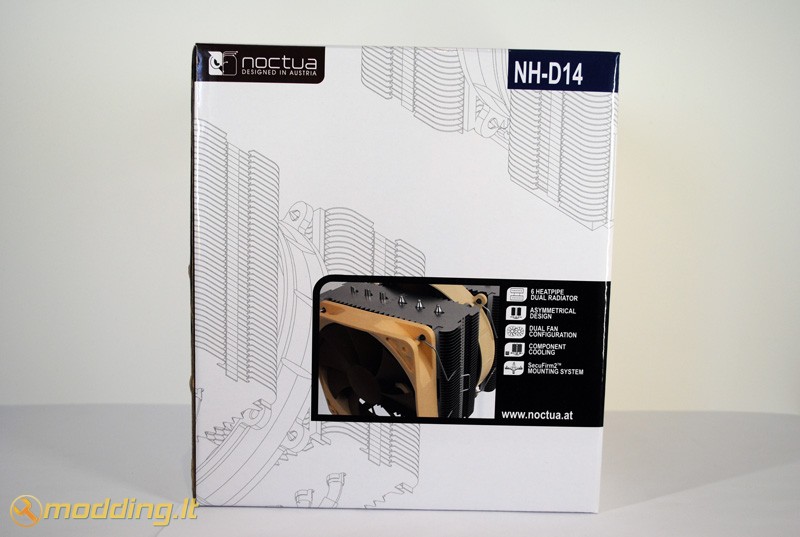 noctua
DESIGNED IN AUSTRIA
NH-D14
6 HEATPIPE
DUAL RADIATOR
ASYMMETRICAL
DESIGN
DUAL FAN
CONFIGURATION
COMPONENT
COOLING
SecuFirm2™
MOUNTING SYSTEM
www.noctua.at
modding.lt